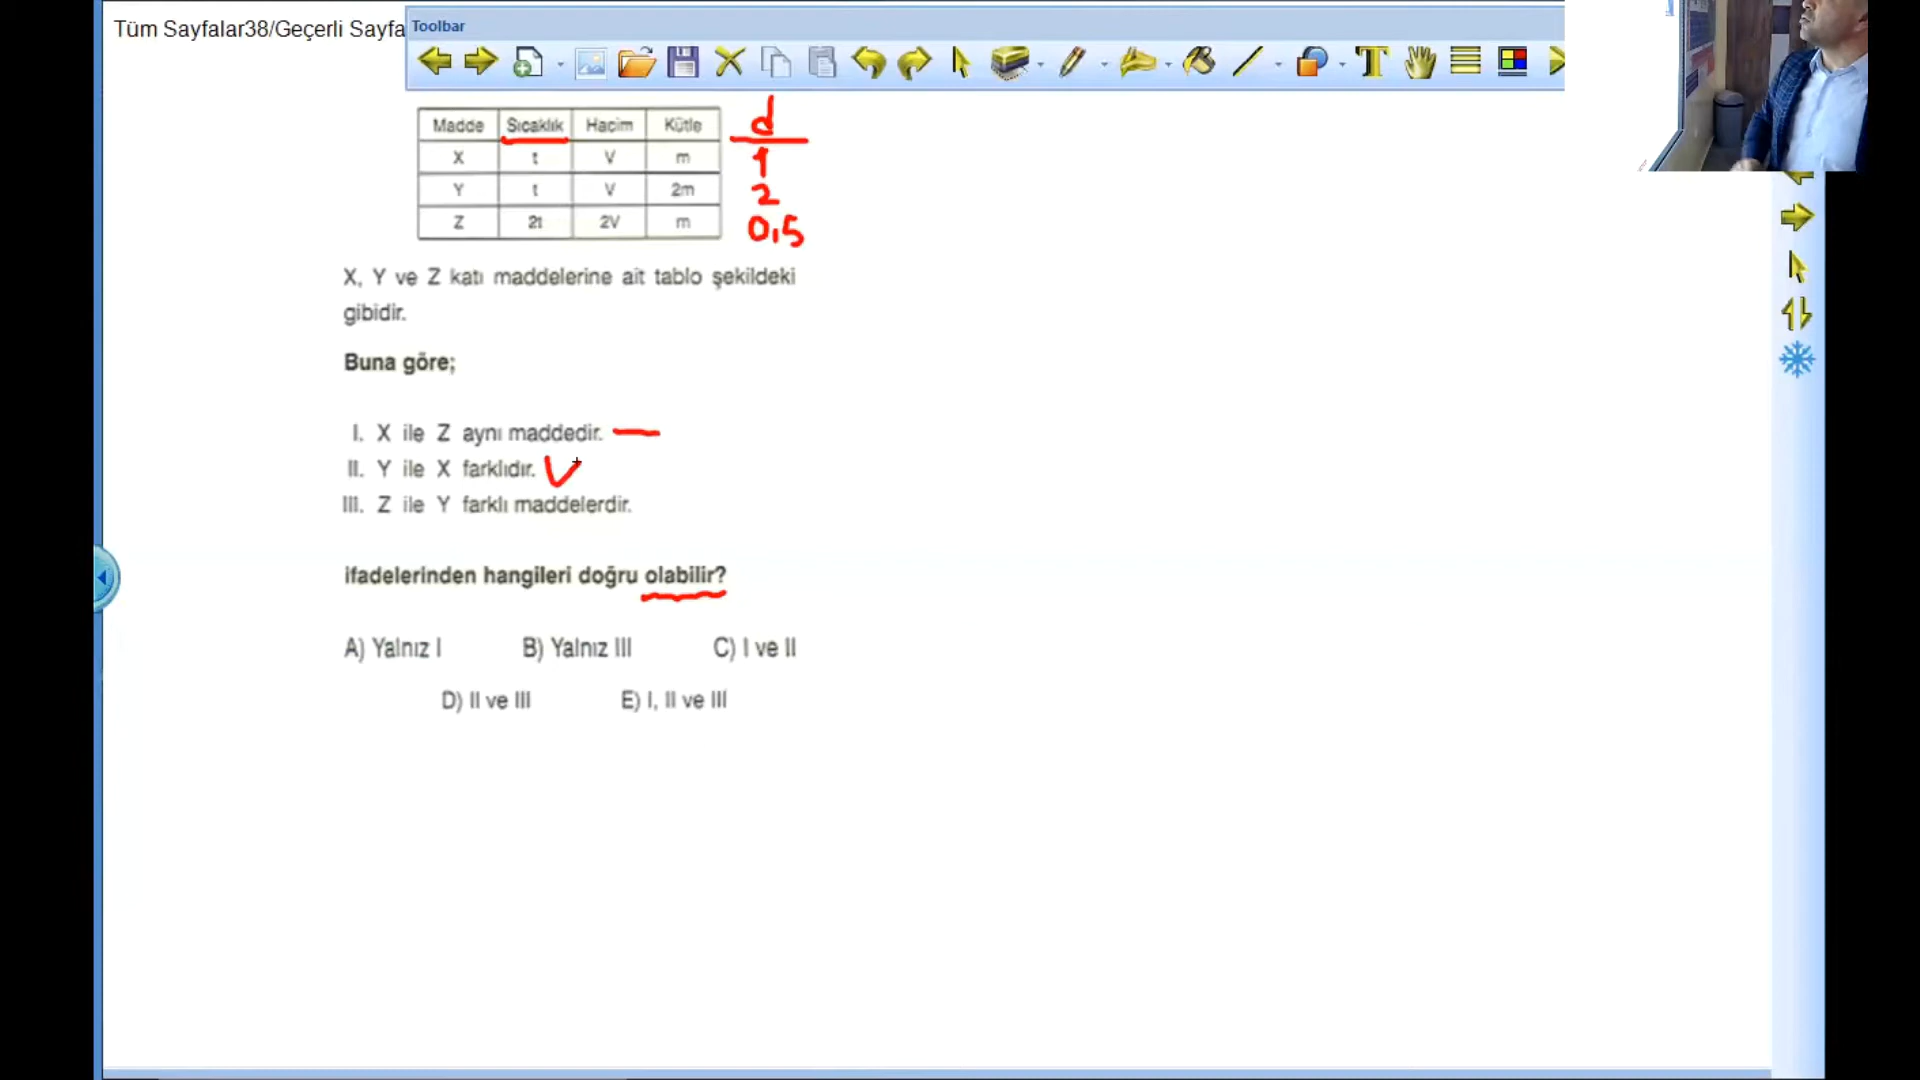 Tüm Sayfalar38/Geçerli Sayfa
Toolbar
Madde Sıcaklık Hacim Kütle d
X t V m 1
Y t V 2m 2
Z 2t 2V m 0,5
X, Y ve Z katı maddelerine ait tablo şekildeki
gibidir.
Buna göre;
I. X ile Z aynı maddedir. —
II. Y ile X farklıdır. ✓
III. Z ile Y farklı maddelerdir.
ifadelerinden hangileri doğru olabilir?
A) Yalnız I B) Yalnız III C) I ve II
D) II ve III E) I, II ve III